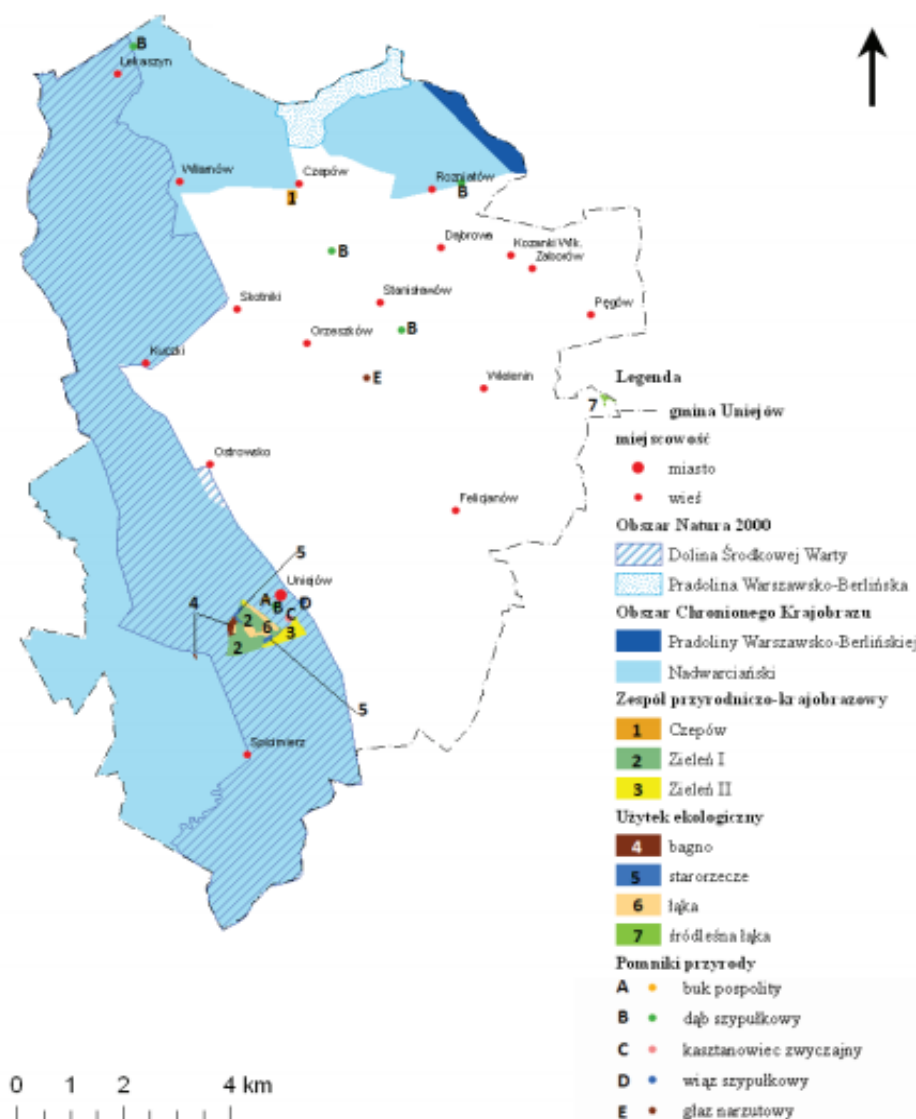 B
Lekaszyn
Wilamów
Czepów
1
Rożniatów
B
Dąbrowa
B
Kozanki Wlk.
Zaborów
Skotniki
Stanisławów
Pęgów
Orzeszków
B
Kuczki
E
Wielenin
7
Ostrowsko
Felicjanów
5
Uniejów
A
B
D
C
4
2
6
3
2
5
Spicimierz
Legenda
gmina Uniejów
miejscowość
miasto
wieś
Obszar Natura 2000
Dolina Środkowej Warty
Pradolina Warszawsko-Berlińska
Obszar Chronionego Krajobrazu
Pradoliny Warszawsko-Berlińskiej
Nadwarciański
Zespół przyrodniczo-krajobrazowy
1 Czepów
2 Zieleń I
3 Zieleń II
Użytek ekologiczny
4 bagno
5 starorzecze
6 łąka
7 śródleśna łąka
Pomniki przyrody
A buk pospolity
B dąb szypułkowy
C kasztanowiec zwyczajny
D wiąz szypułkowy
E głaz narzutowy
0 1 2 4 km